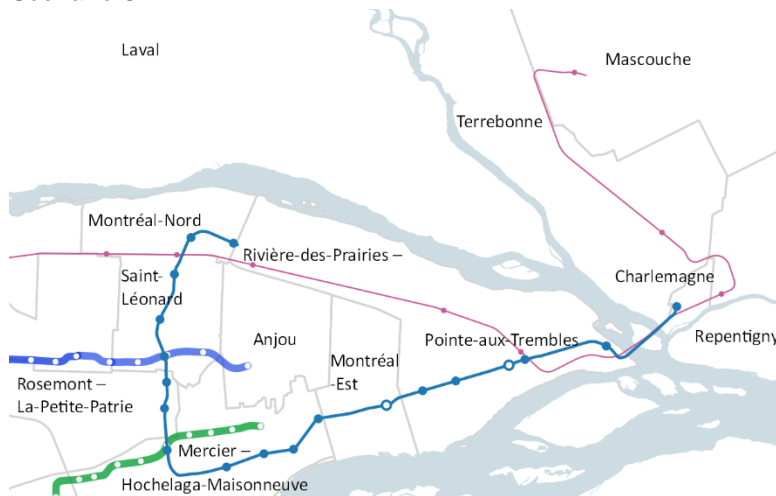 Laval
Mascouche
Terrebonne
Montréal-Nord
Rivière-des-Prairies –
Saint-
Léonard
Charlemagne
Anjou
Pointe-aux-Trembles
Repentigny
Montréal
-Est
Rosemont –
La-Petite-Patrie
Mercier –
Hochelaga-Maisonneuve